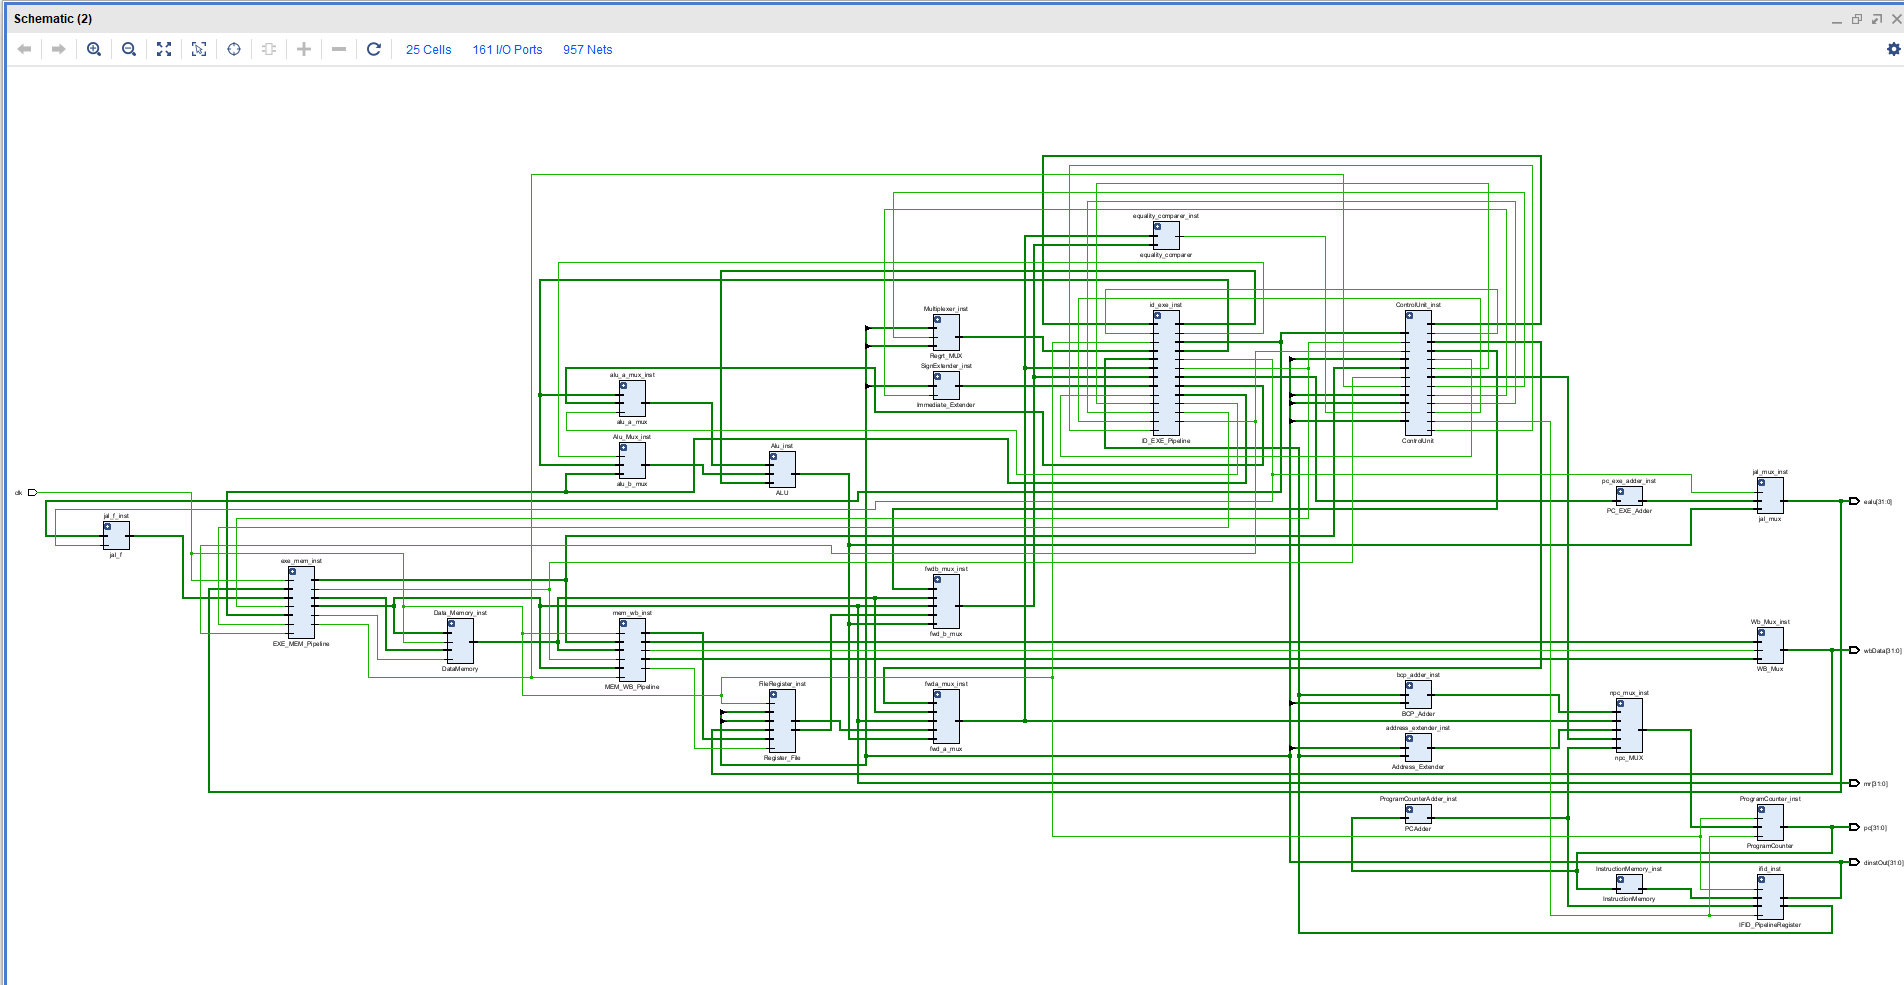 Schematic (2)
25 Cells 161 I/O Ports 957 Nets
equality_comparer_inst
equality_comparer
Multiplexer_inst
Regrt_MUX
id_exe_inst
ID_EXE_Pipeline
ControlUnit_inst
ControlUnit
SignExtender_inst
Immediate_Extender
alu_a_mux_inst
alu_a_mux
Alu_Mux_inst
alu_b_mux
Alu_inst
ALU
clk
jal_f_inst
jal_f
pc_exe_adder_inst
PC_EXE_Adder
jal_mux_inst
jal_mux
ealu[31:0]
exe_mem_inst
EXE_MEM_Pipeline
Data_Memory_inst
DataMemory
mem_wb_inst
MEM_WB_Pipeline
fwdb_mux_inst
fwd_b_mux
Wb_Mux_inst
WB_Mux
wbData[31:0]
FileRegister_inst
Register_File
fwda_mux_inst
fwd_a_mux
bcp_adder_inst
BCP_Adder
address_extender_inst
Address_Extender
npc_mux_inst
npc_MUX
mr[31:0]
ProgramCounterAdder_inst
PCAdder
ProgramCounter_inst
ProgramCounter
pc[31:0]
InstructionMemory_inst
InstructionMemory
ifid_inst
IFID_PipelineRegister
dinstOut[31:0]